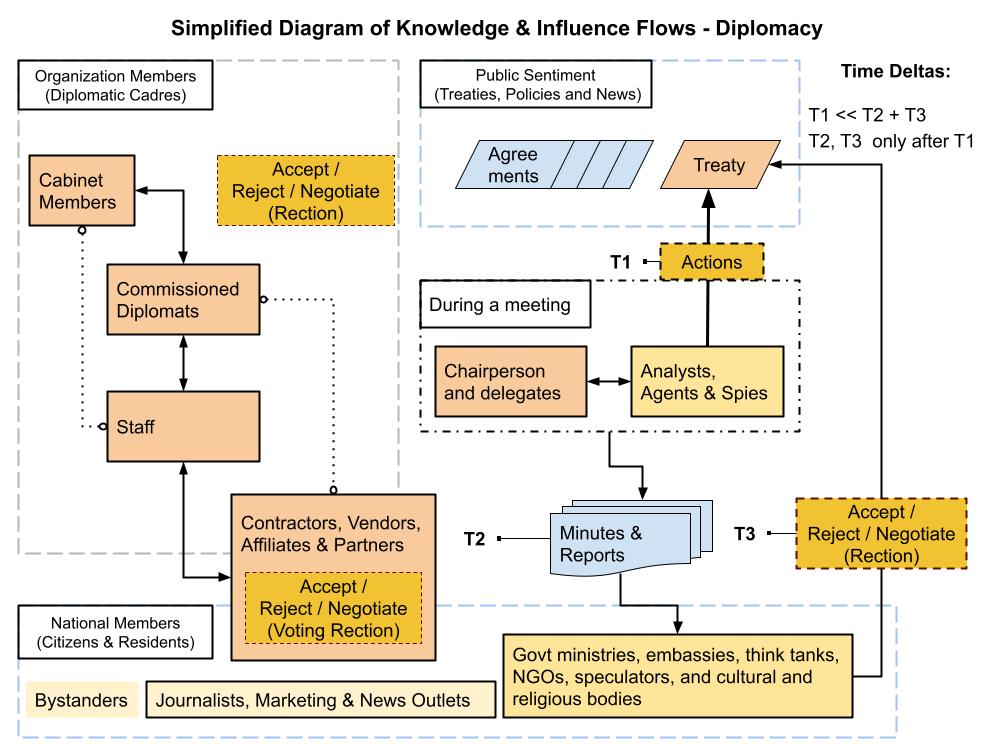 Simplified Diagram of Knowledge & Influence Flows - Diplomacy
Organization Members
(Diplomatic Cadres)
Cabinet
Members
Accept /
Reject / Negotiate
(Rection)
Commissioned
Diplomats
Staff
Contractors, Vendors,
Affiliates & Partners
Accept /
Reject / Negotiate
(Voting Rection)
Public Sentiment
(Treaties, Policies and News)
Agree
ments
Treaty
Time Deltas:
T1 << T2 + T3
T2, T3  only after T1
T1
Actions
During a meeting
Chairperson
and delegates
Analysts,
Agents & Spies
T2
Minutes &
Reports
T3
Accept /
Reject / Negotiate
(Rection)
National Members
(Citizens & Residents)
Bystanders
Journalists, Marketing & News Outlets
Govt ministries, embassies, think tanks,
NGOs, speculators, and cultural and
religious bodies